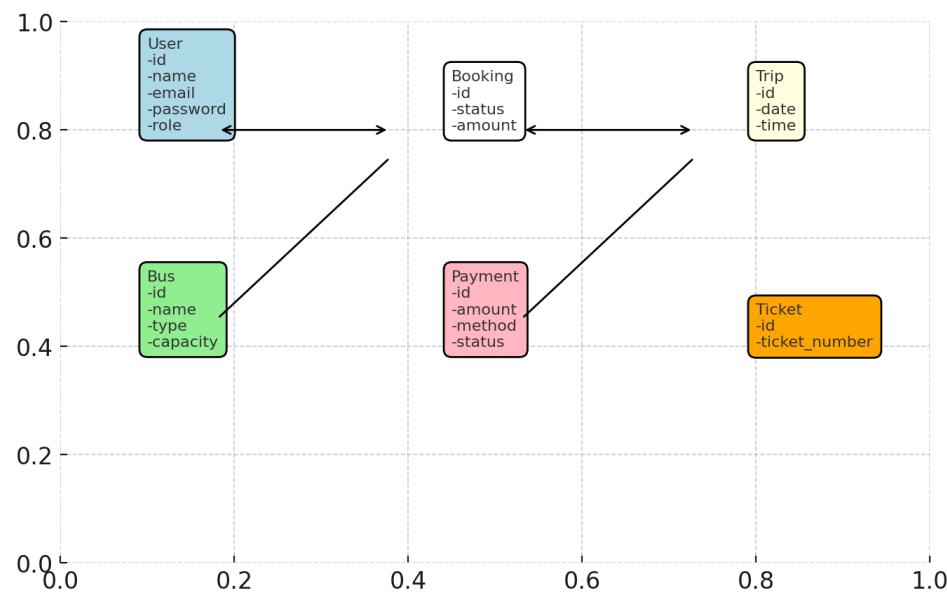 1.0
0.8
0.6
0.4
0.2
0.0
User
-id
-name
-email
-password
-role
Booking
-id
-status
-amount
Trip
-id
-date
-time
Bus
-id
-name
-type
-capacity
Payment
-id
-amount
-method
-status
Ticket
-id
-ticket_number
0.0 0.2 0.4 0.6 0.8 1.0